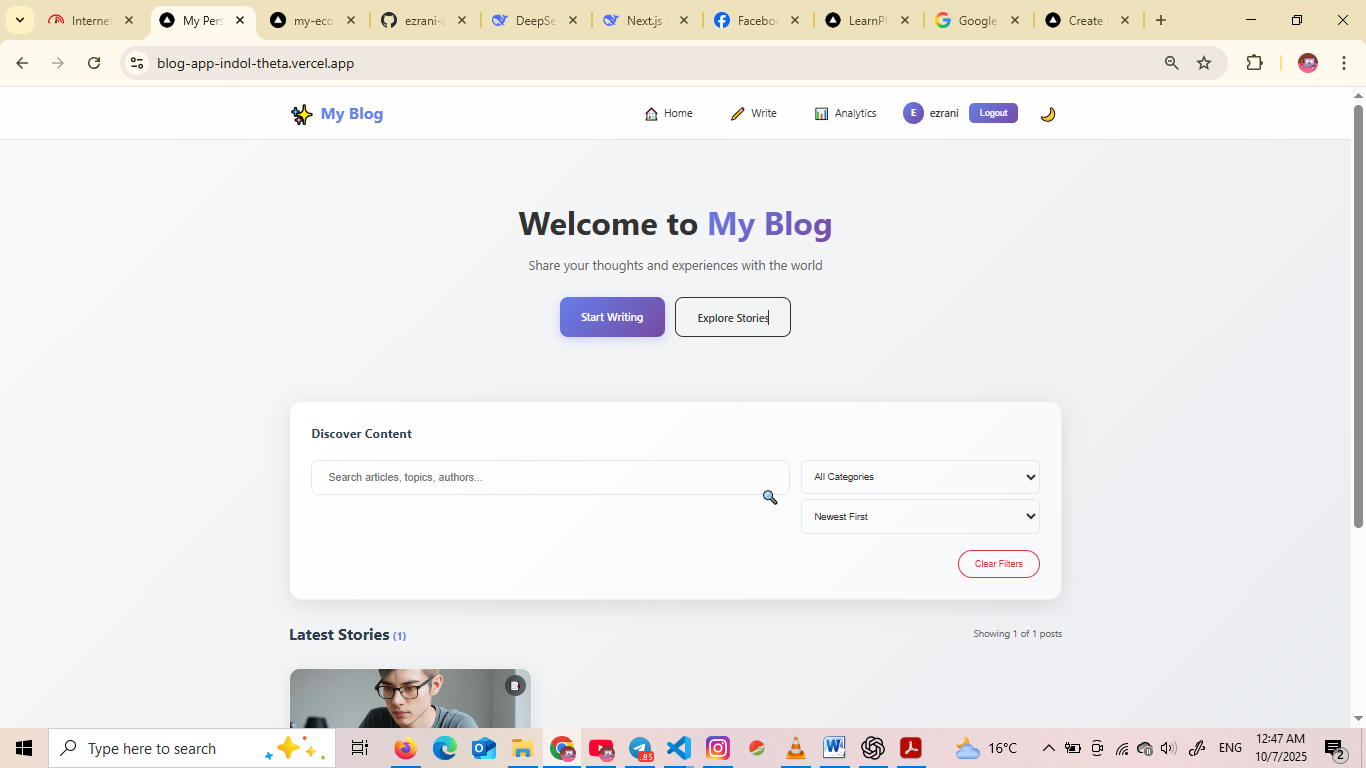 Internet
My Pers
my-eco
ezrani-a
DeepSe
Next.js
Facebo
LearnPl
Google
Create
blog-app-indol-theta.vercel.app
My Blog
Home
Write
Analytics
E
ezrani
Logout
Welcome to My Blog
Share your thoughts and experiences with the world
Start Writing
Explore Stories
Discover Content
Search articles, topics, authors...
All Categories
Newest First
Clear Filters
Latest Stories (1)
Showing 1 of 1 posts
Type here to search
.85
W
16°C
ENG
12:47 AM
10/7/2025
2